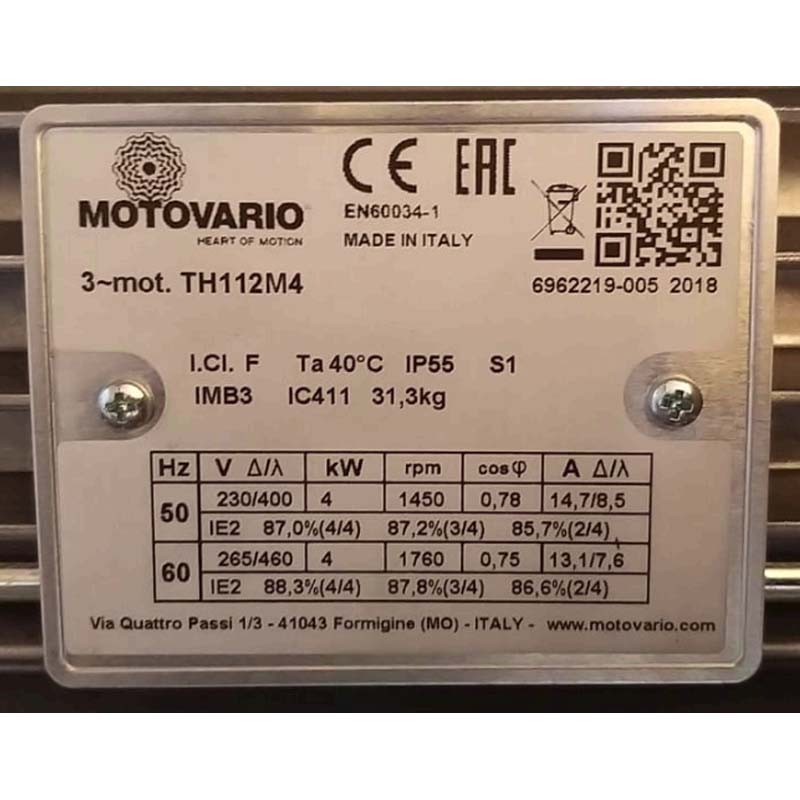 MOTOVARIO
HEART OF MOTION
CE EAC
EN60034-1
MADE IN ITALY
3~mot. TH112M4
6962219-005 2018
I.Cl. F Ta 40°C IP55 S1
IMB3 IC411 31,3kg
Hz V Δ/λ kW rpm cosφ A Δ/λ
50 230/400 4 1450 0,78 14,7/8,5
IE2 87,0%(4/4) 87,2%(3/4) 85,7%(2/4)
60 265/460 4 1760 0,75 13,1/7,6
IE2 88,3%(4/4) 87,8%(3/4) 86,6%(2/4)
Via Quattro Passi 1/3 - 41043 Formigine (MO) - ITALY - www.motovario.com